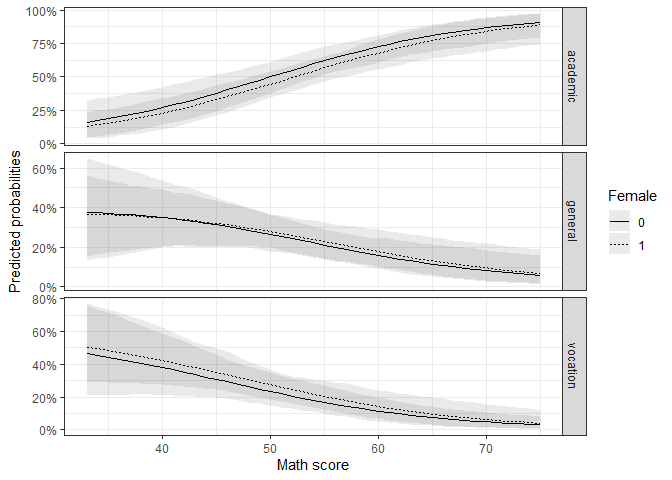 100%
75%
50%
25%
0%
academic
60%
40%
20%
0%
general
80%
60%
40%
20%
0%
vocation
Predicted probabilities
40 50 60 70
Math score
Female
0
1